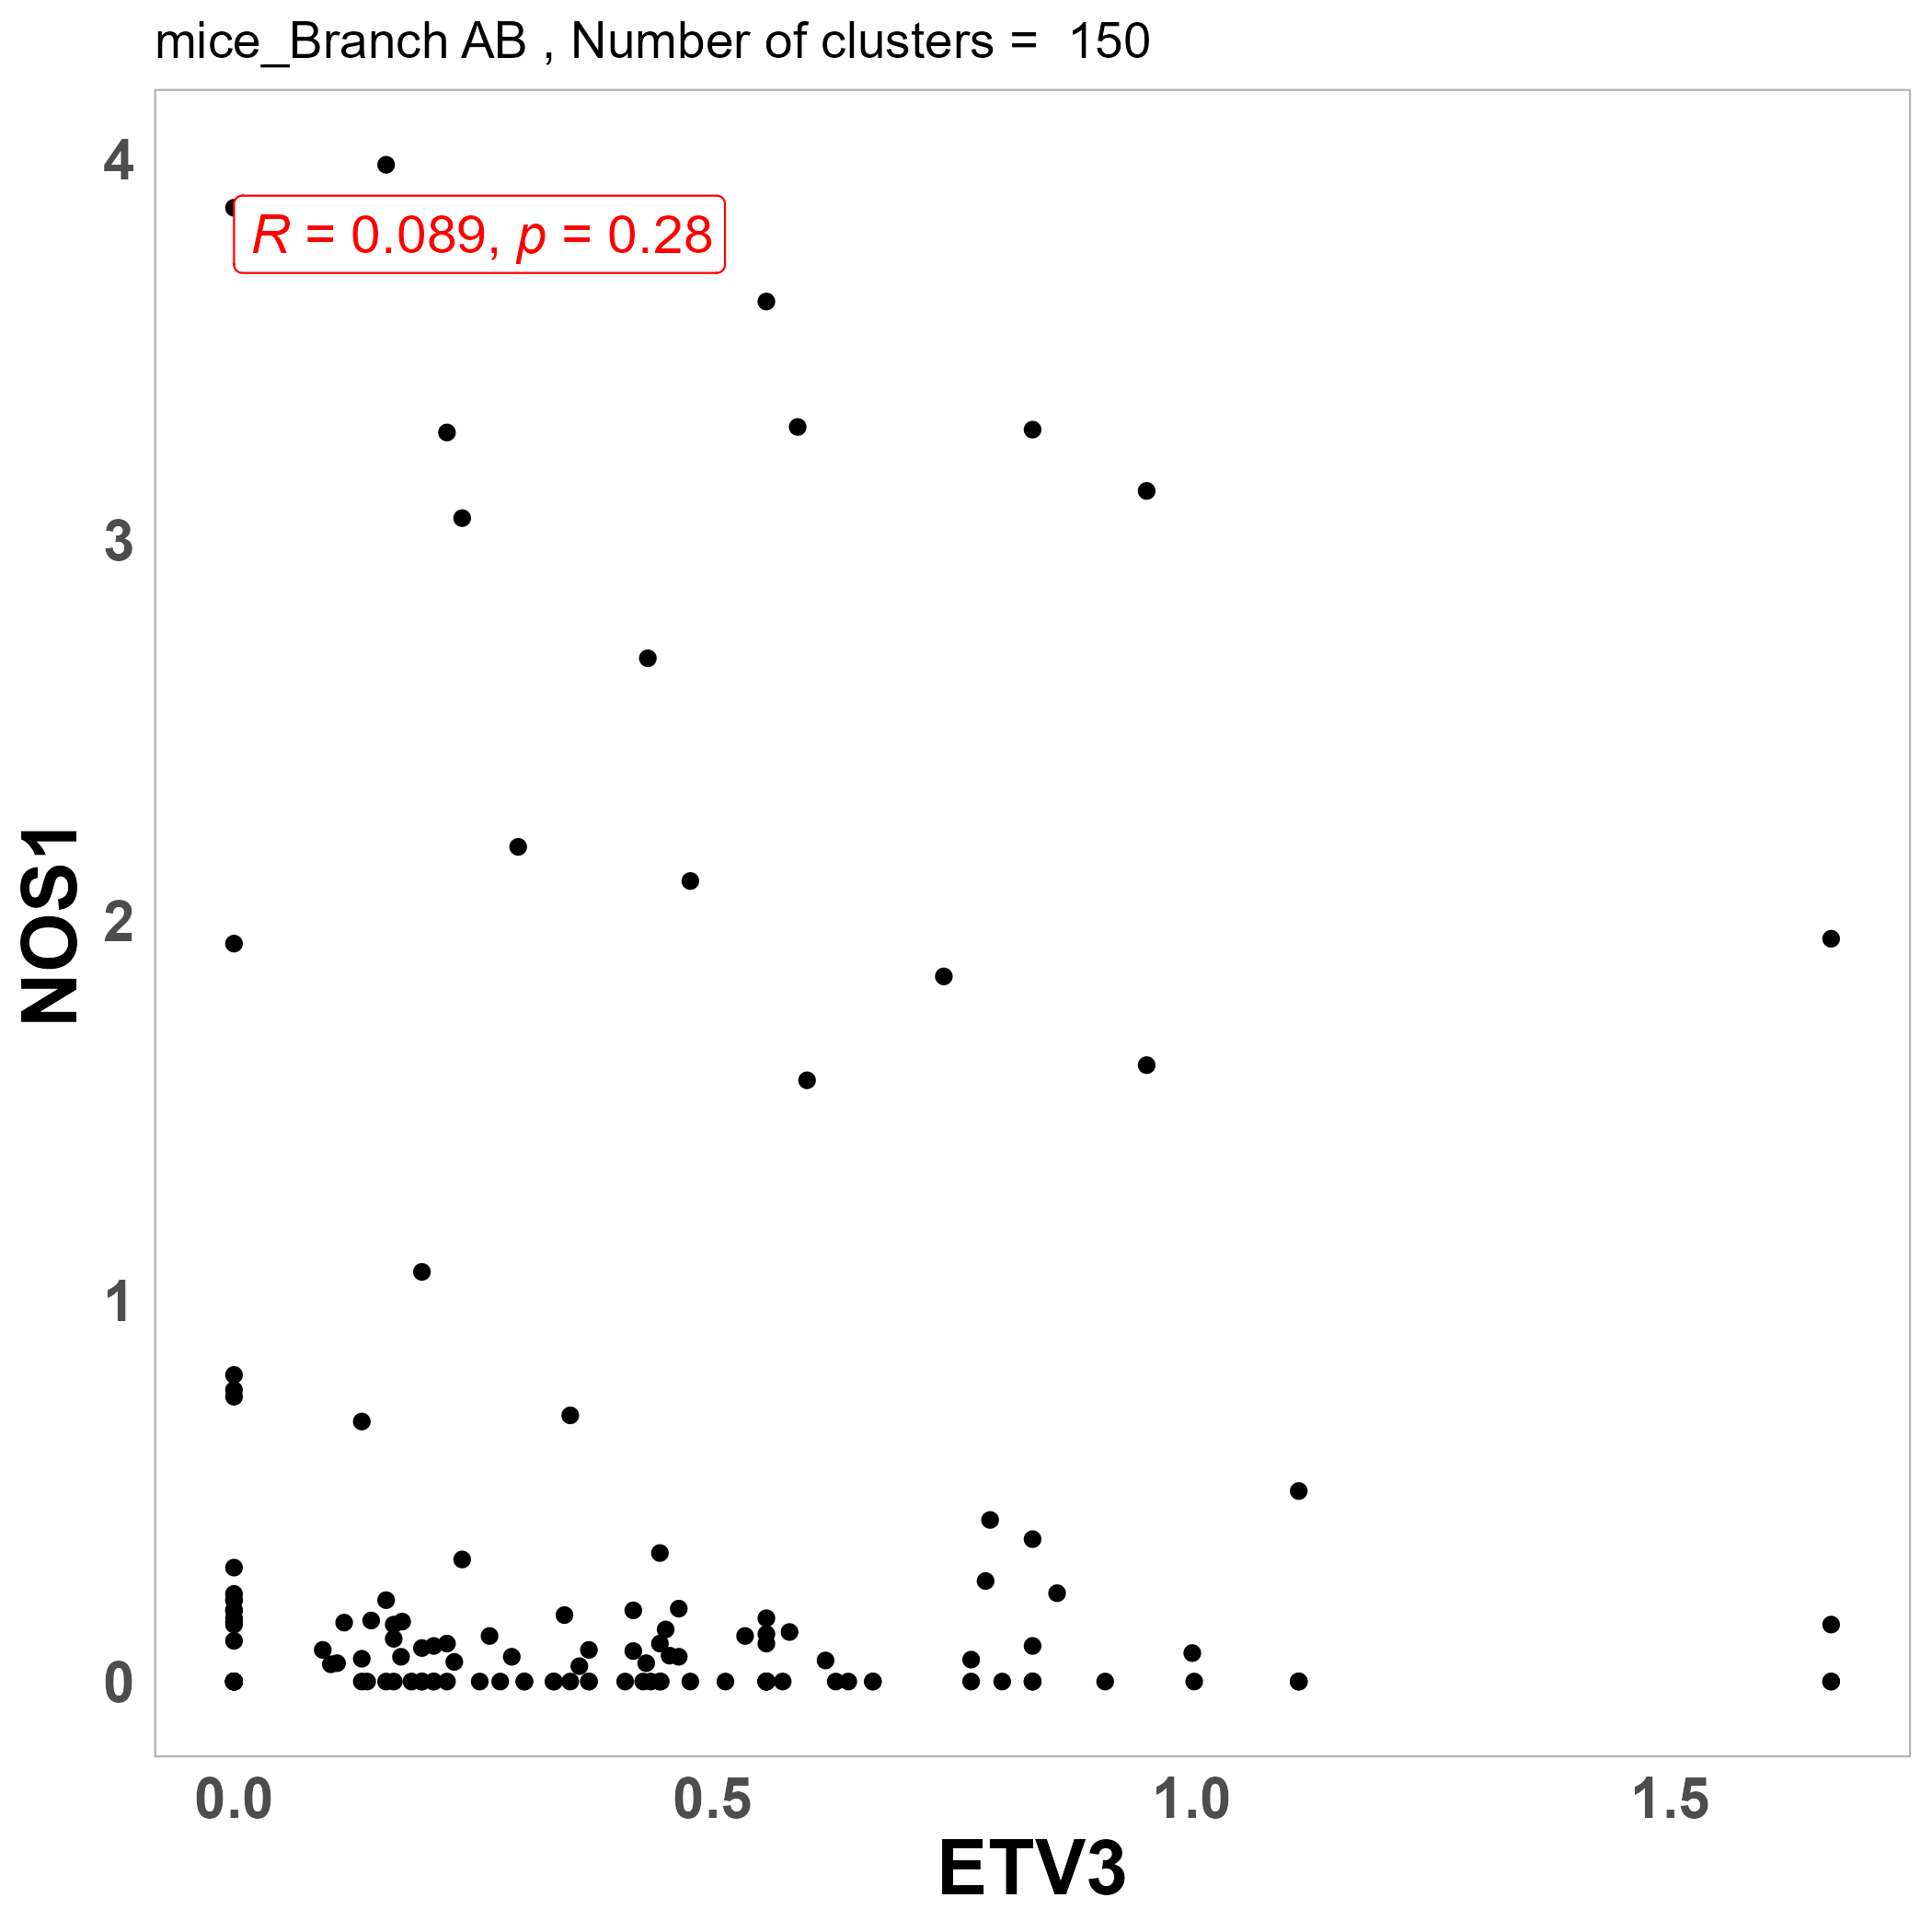 mice_Branch AB , Number of clusters =  150
4
R = 0.089, p = 0.28
3
NOS1
2
1
0
0.0 0.5 1.0 1.5
ETV3